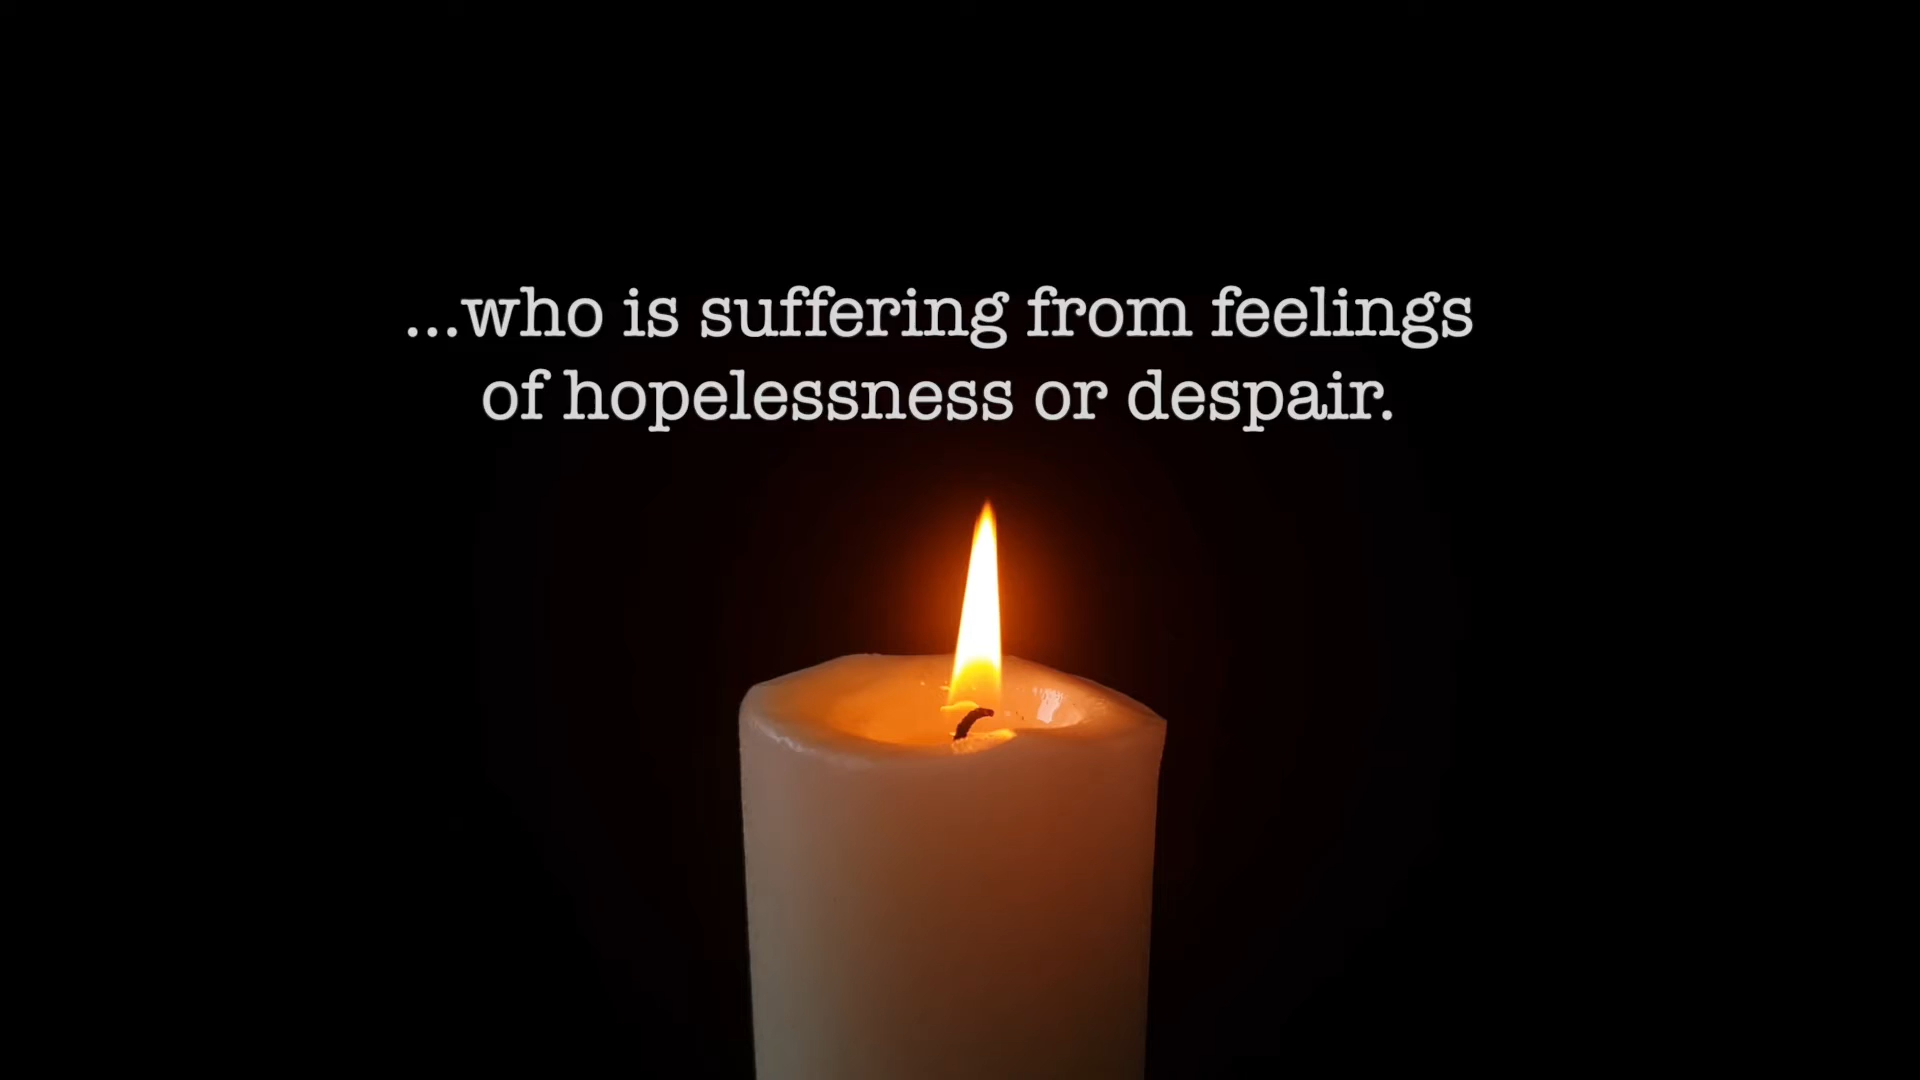 ...who is suffering from feelings
of hopelessness or despair.